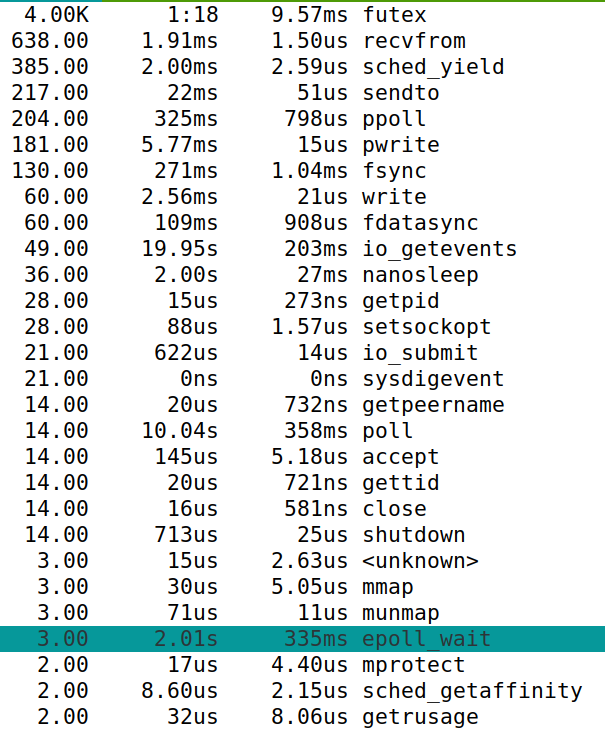 4.00K 1:18 9.57ms futex
638.00 1.91ms 1.50us recvfrom
385.00 2.00ms 2.59us sched_yield
217.00 22ms 51us sendto
204.00 325ms 798us ppoll
181.00 5.77ms 15us pwrite
130.00 271ms 1.04ms fsync
60.00 2.56ms 21us write
60.00 109ms 908us fdatasync
49.00 19.95s 203ms io_getevents
36.00 2.00s 27ms nanosleep
28.00 15us 273ns getpid
28.00 88us 1.57us setsockopt
21.00 622us 14us io_submit
21.00 0ns 0ns sysdigevent
14.00 20us 732ns getpeername
14.00 10.04s 358ms poll
14.00 145us 5.18us accept
14.00 20us 721ns gettid
14.00 16us 581ns close
14.00 713us 25us shutdown
3.00 15us 2.63us <unknown>
3.00 30us 5.05us mmap
3.00 71us 11us munmap
3.00 2.01s 335ms epoll_wait
2.00 17us 4.40us mprotect
2.00 8.60us 2.15us sched_getaffinity
2.00 32us 8.06us getrusage